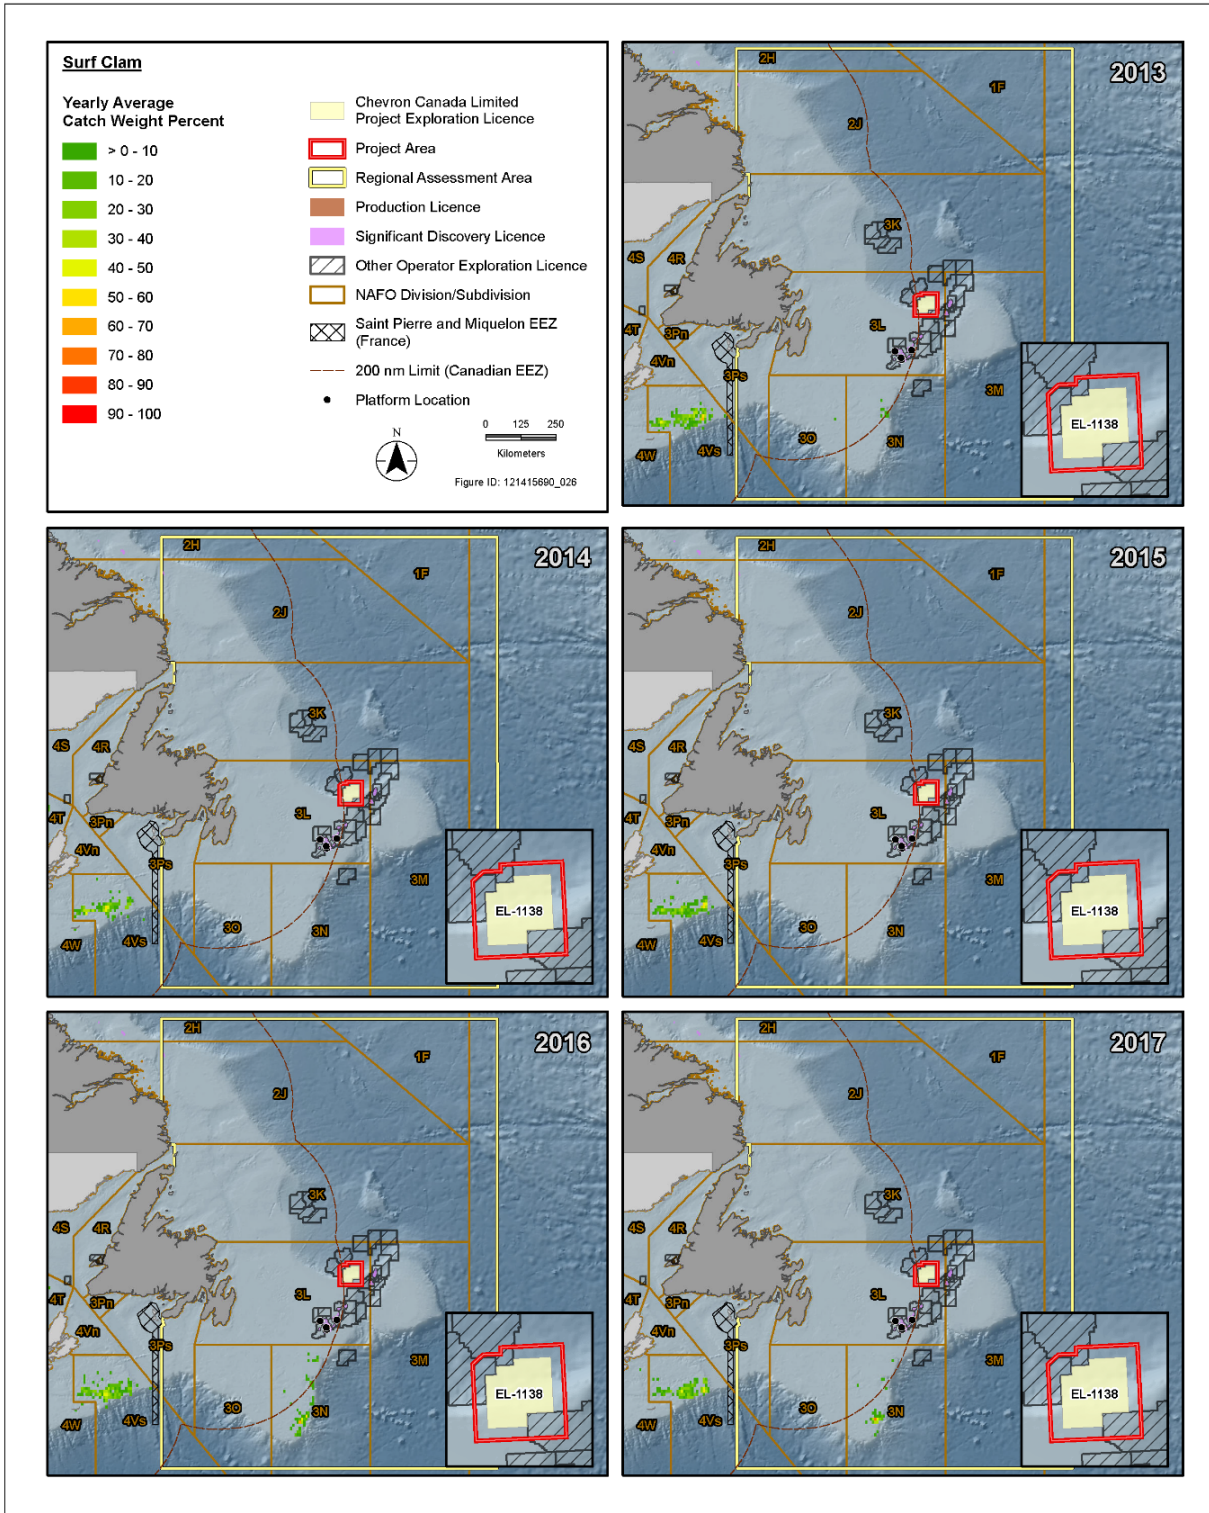 Surf Clam
Yearly Average
Catch Weight Percent
> 0 - 10
10 - 20
20 - 30
30 - 40
40 - 50
50 - 60
60 - 70
70 - 80
80 - 90
90 - 100
Chevron Canada Limited
Project Exploration Licence
Project Area
Regional Assessment Area
Production Licence
Significant Discovery Licence
Other Operator Exploration Licence
NAFO Division/Subdivision
Saint Pierre and Miquelon EEZ
(France)
200 nm Limit (Canadian EEZ)
Platform Location
N
0 125 250
Kilometers
Figure ID: 121415690_026
2013
2H
1F
2J
3K
4S
4R
4T
3Pn
3L
4Vn
3Ps
3M
3O
3N
4W
4Vs
EL-1138
2014
2H
1F
2J
3K
4S
4R
4T
3Pn
3L
4Vn
3Ps
3M
3O
3N
4W
4Vs
EL-1138
2015
2H
1F
2J
3K
4S
4R
4T
3Pn
3L
4Vn
3Ps
3M
3O
3N
4W
4Vs
EL-1138
2016
2H
1F
2J
3K
4S
4R
4T
3Pn
3L
4Vn
3Ps
3M
3O
3N
4W
4Vs
EL-1138
2017
2H
1F
2J
3K
4S
4R
4T
3Pn
3L
4Vn
3Ps
3M
3O
3N
4W
4Vs
EL-1138